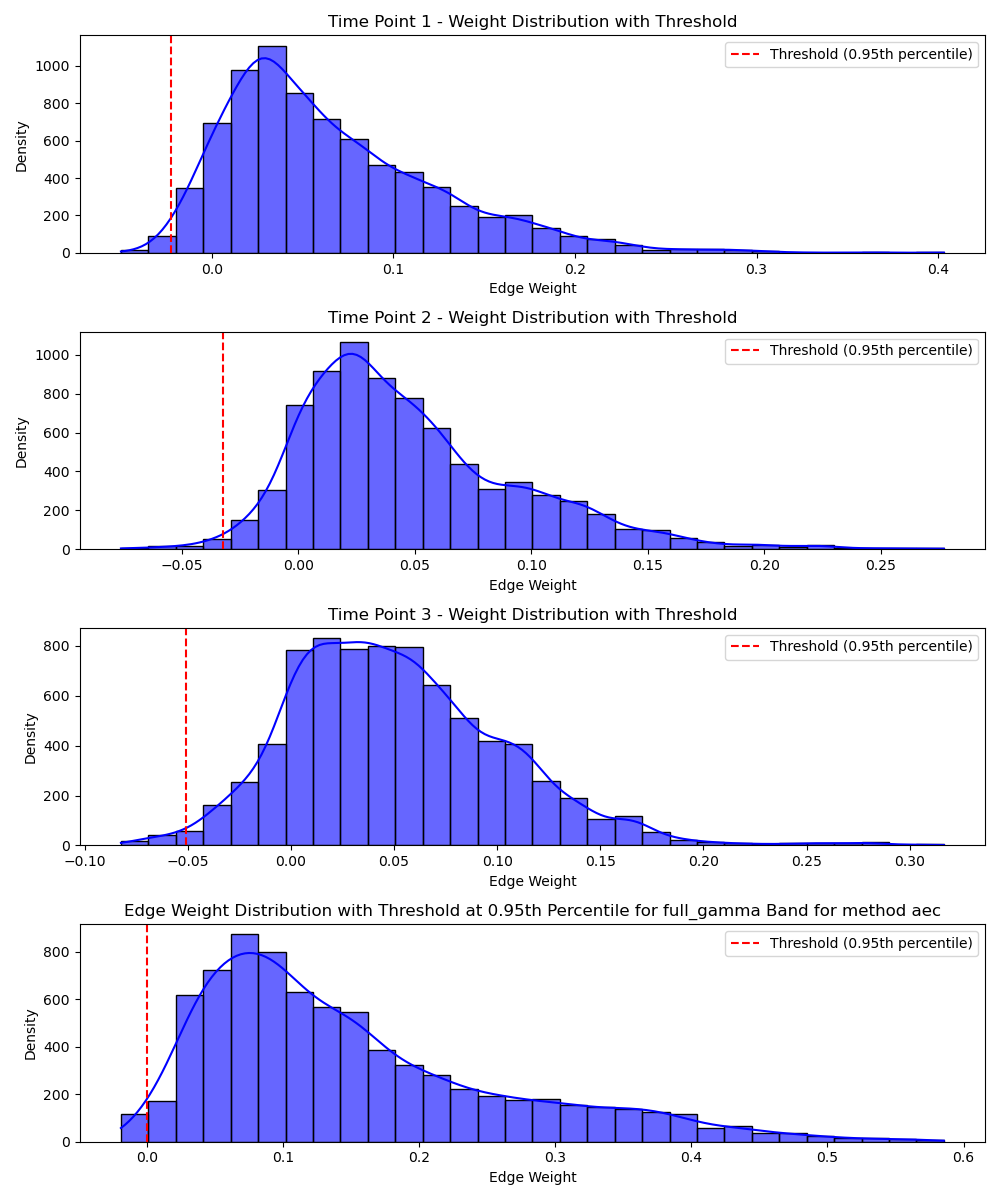 Time Point 1 - Weight Distribution with Threshold
Threshold (0.95th percentile)
Density
1000
800
600
400
200
0
0.0 0.1 0.2 0.3 0.4
Edge Weight
Time Point 2 - Weight Distribution with Threshold
Threshold (0.95th percentile)
Density
1000
800
600
400
200
0
−0.05 0.00 0.05 0.10 0.15 0.20 0.25
Edge Weight
Time Point 3 - Weight Distribution with Threshold
Threshold (0.95th percentile)
Density
800
600
400
200
0
−0.10 −0.05 0.00 0.05 0.10 0.15 0.20 0.25 0.30
Edge Weight
Edge Weight Distribution with Threshold at 0.95th Percentile for full_gamma Band for method aec
Threshold (0.95th percentile)
Density
800
600
400
200
0
0.0 0.1 0.2 0.3 0.4 0.5 0.6
Edge Weight